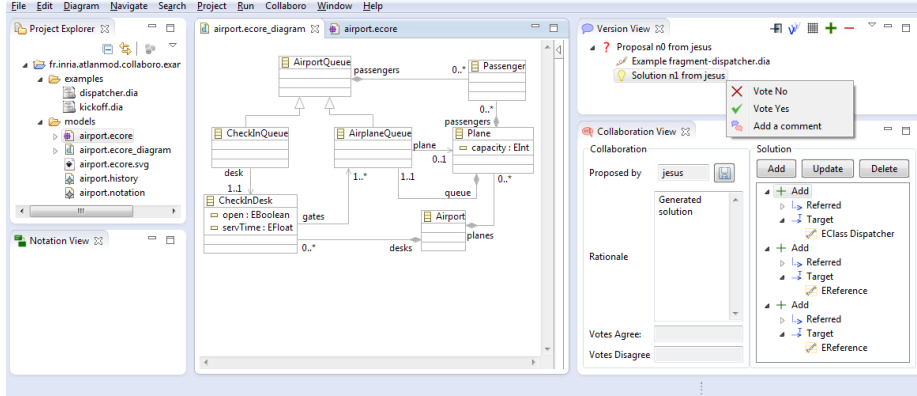 File Edit Diagram Navigate Search Project Run Collaboro Window Help
Project Explorer
fr.inria.atlanmod.collaboro.exar
examples
dispatcher.dia
kickoff.dia
models
airport.ecore
airport.ecore_diagram
airport.ecore.svg
airport.history
airport.notation
Notation View
airport.ecore_diagram
airport.ecore
AirportQueue
passengers
0..*
Passenger
0..*
passengers
CheckInQueue
AirplaneQueue
plane
0..1
Plane
capacity : EInt
desk
1..1
1..*
1..1
queue
0..*
CheckInDesk
open : EBoolean
servTime : EFloat
gates
Airport
planes
0..*
desks
Version View
? Proposal n0 from jesus
Example fragment-dispatcher.dia
Solution n1 from jesus
Vote No
Vote Yes
Add a comment
Collaboration View
Collaboration
Proposed by
jesus
Rationale
Generated
solution
Votes Agree:
Votes Disagree
Solution
Add Update Delete
Add
Referred
Target
EClass Dispatcher
Add
Referred
Target
EReference
Add
Referred
Target
EReference